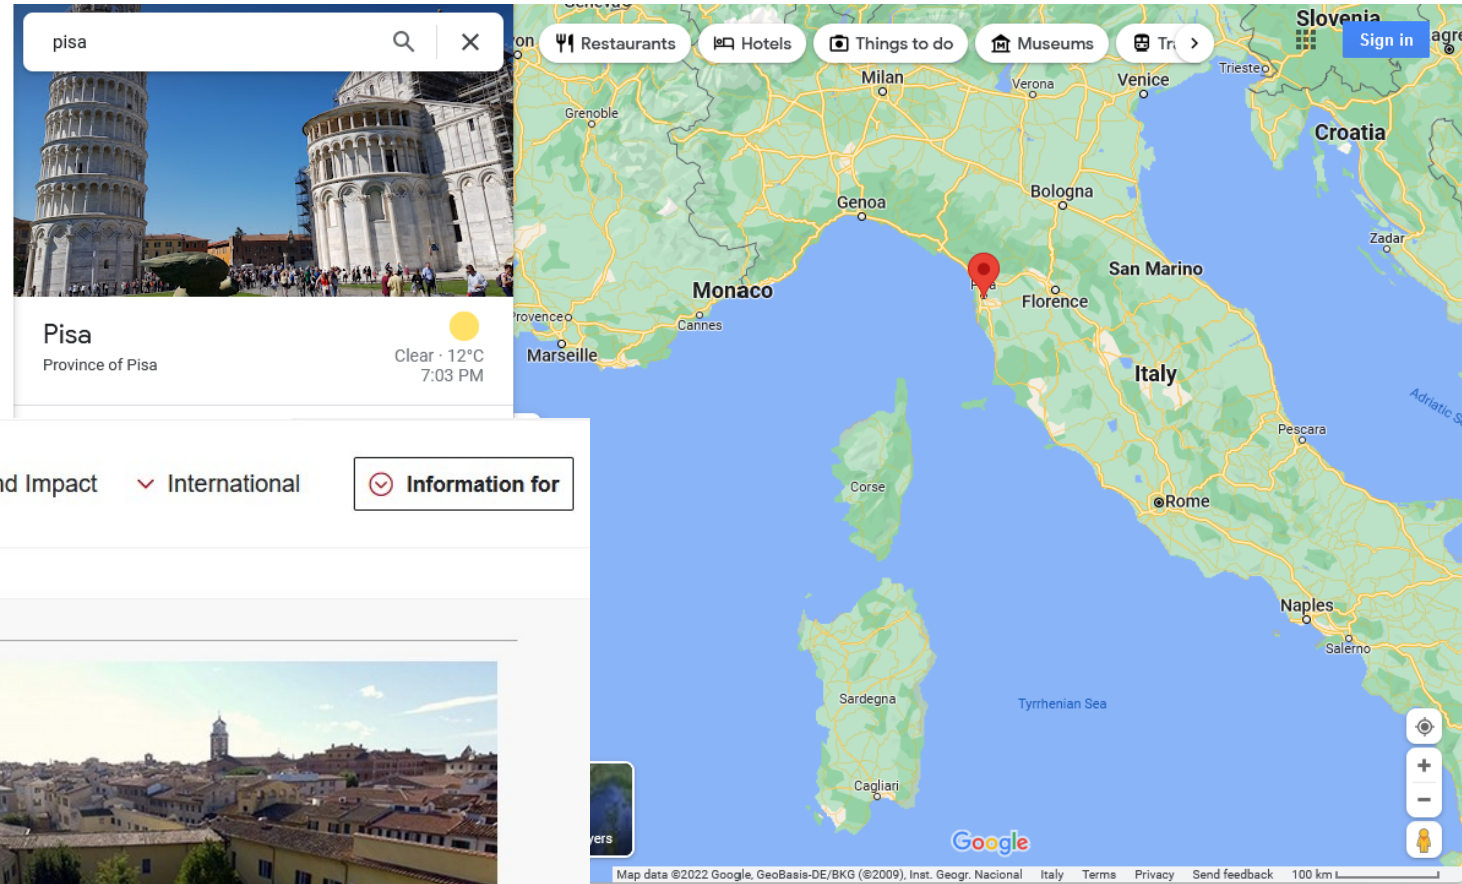 pisa
Restaurants
Hotels
Things to do
Museums
Sign in
Slovenia
Trieste
Milan
Verona
Venice
Grenoble
Croatia
Bologna
Genoa
Zadar
San Marino
Monaco
Florence
Cannes
Marseille
Pisa
Province of Pisa
Clear · 12°C
7:03 PM
Italy
Pescara
Corse
Rome
Naples
Salerno
Sardegna
Tyrrhenian Sea
Cagliari
nd Impact
International
Information for
yers
Google
Map data ©2022 Google, GeoBasis-DE/BKG (©2009), Inst. Geogr. Nacional
Italy
Terms
Privacy
Send feedback
100 km